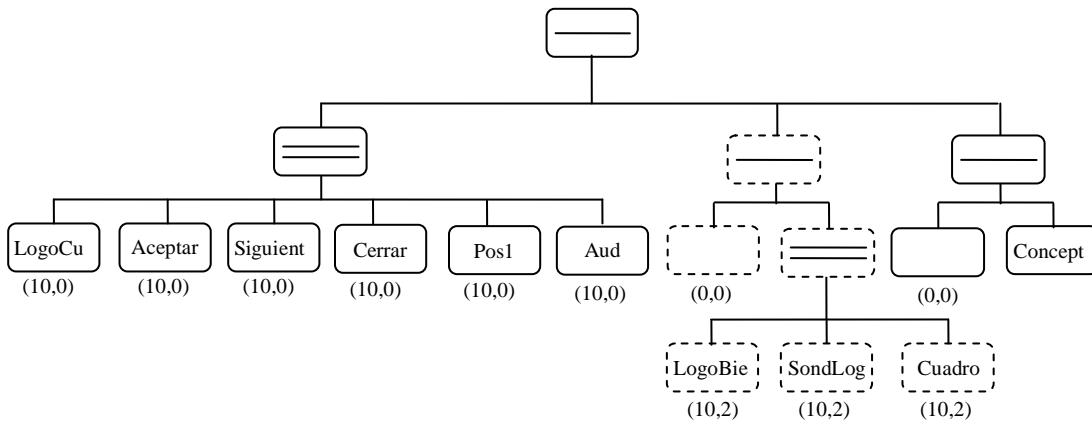 LogoCu Aceptar Siguient Cerrar Pos1 Aud Concept
(10,0) (10,0) (10,0) (10,0) (10,0) (10,0) (0,0) (0,0)
LogoBie SondLog Cuadro
(10,2) (10,2) (10,2)